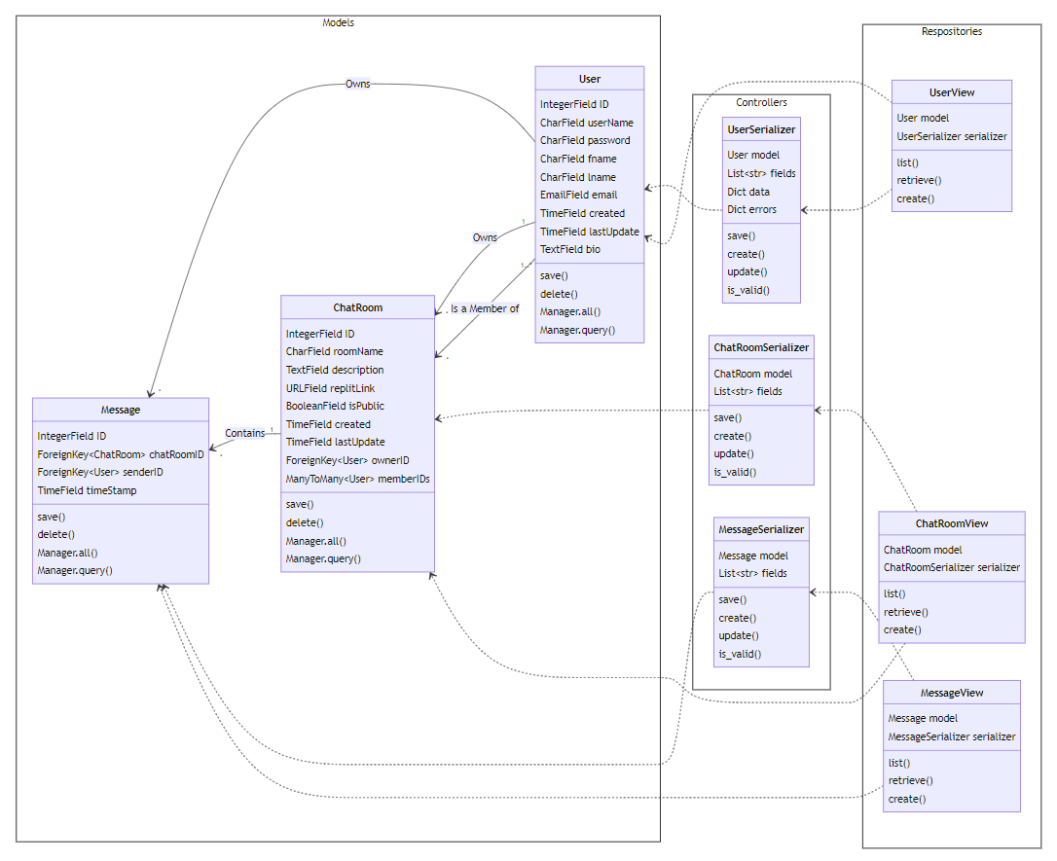 Models
Owns
User
IntegerField ID
CharField userName
CharField password
CharField fname
CharField lname
EmailField email
TimeField created
TimeField lastUpdate
TextField bio
save()
delete()
Manager.all()
Manager.query()
1
Owns
1..*
Is a Member of
*
*
ChatRoom
IntegerField ID
CharField roomName
TextField description
URLField replitLink
BooleanField isPublic
TimeField created
TimeField lastUpdate
ForeignKey<User> ownerID
ManyToMany<User> memberIDs
save()
delete()
Manager.all()
Manager.query()
1
Contains
*
*
Message
IntegerField ID
ForeignKey<ChatRoom> chatRoomID
ForeignKey<User> senderID
TimeField timeStamp
save()
delete()
Manager.all()
Manager.query()
Controllers
UserSerializer
User model
List<str> fields
Dict data
Dict errors
save()
create()
update()
is_valid()
ChatRoomSerializer
ChatRoom model
List<str> fields
save()
create()
update()
is_valid()
MessageSerializer
Message model
List<str> fields
save()
create()
update()
is_valid()
Respositories
UserView
User model
UserSerializer serializer
list()
retrieve()
create()
ChatRoomView
ChatRoom model
ChatRoomSerializer serializer
list()
retrieve()
create()
MessageView
Message model
MessageSerializer serializer
list()
retrieve()
create()